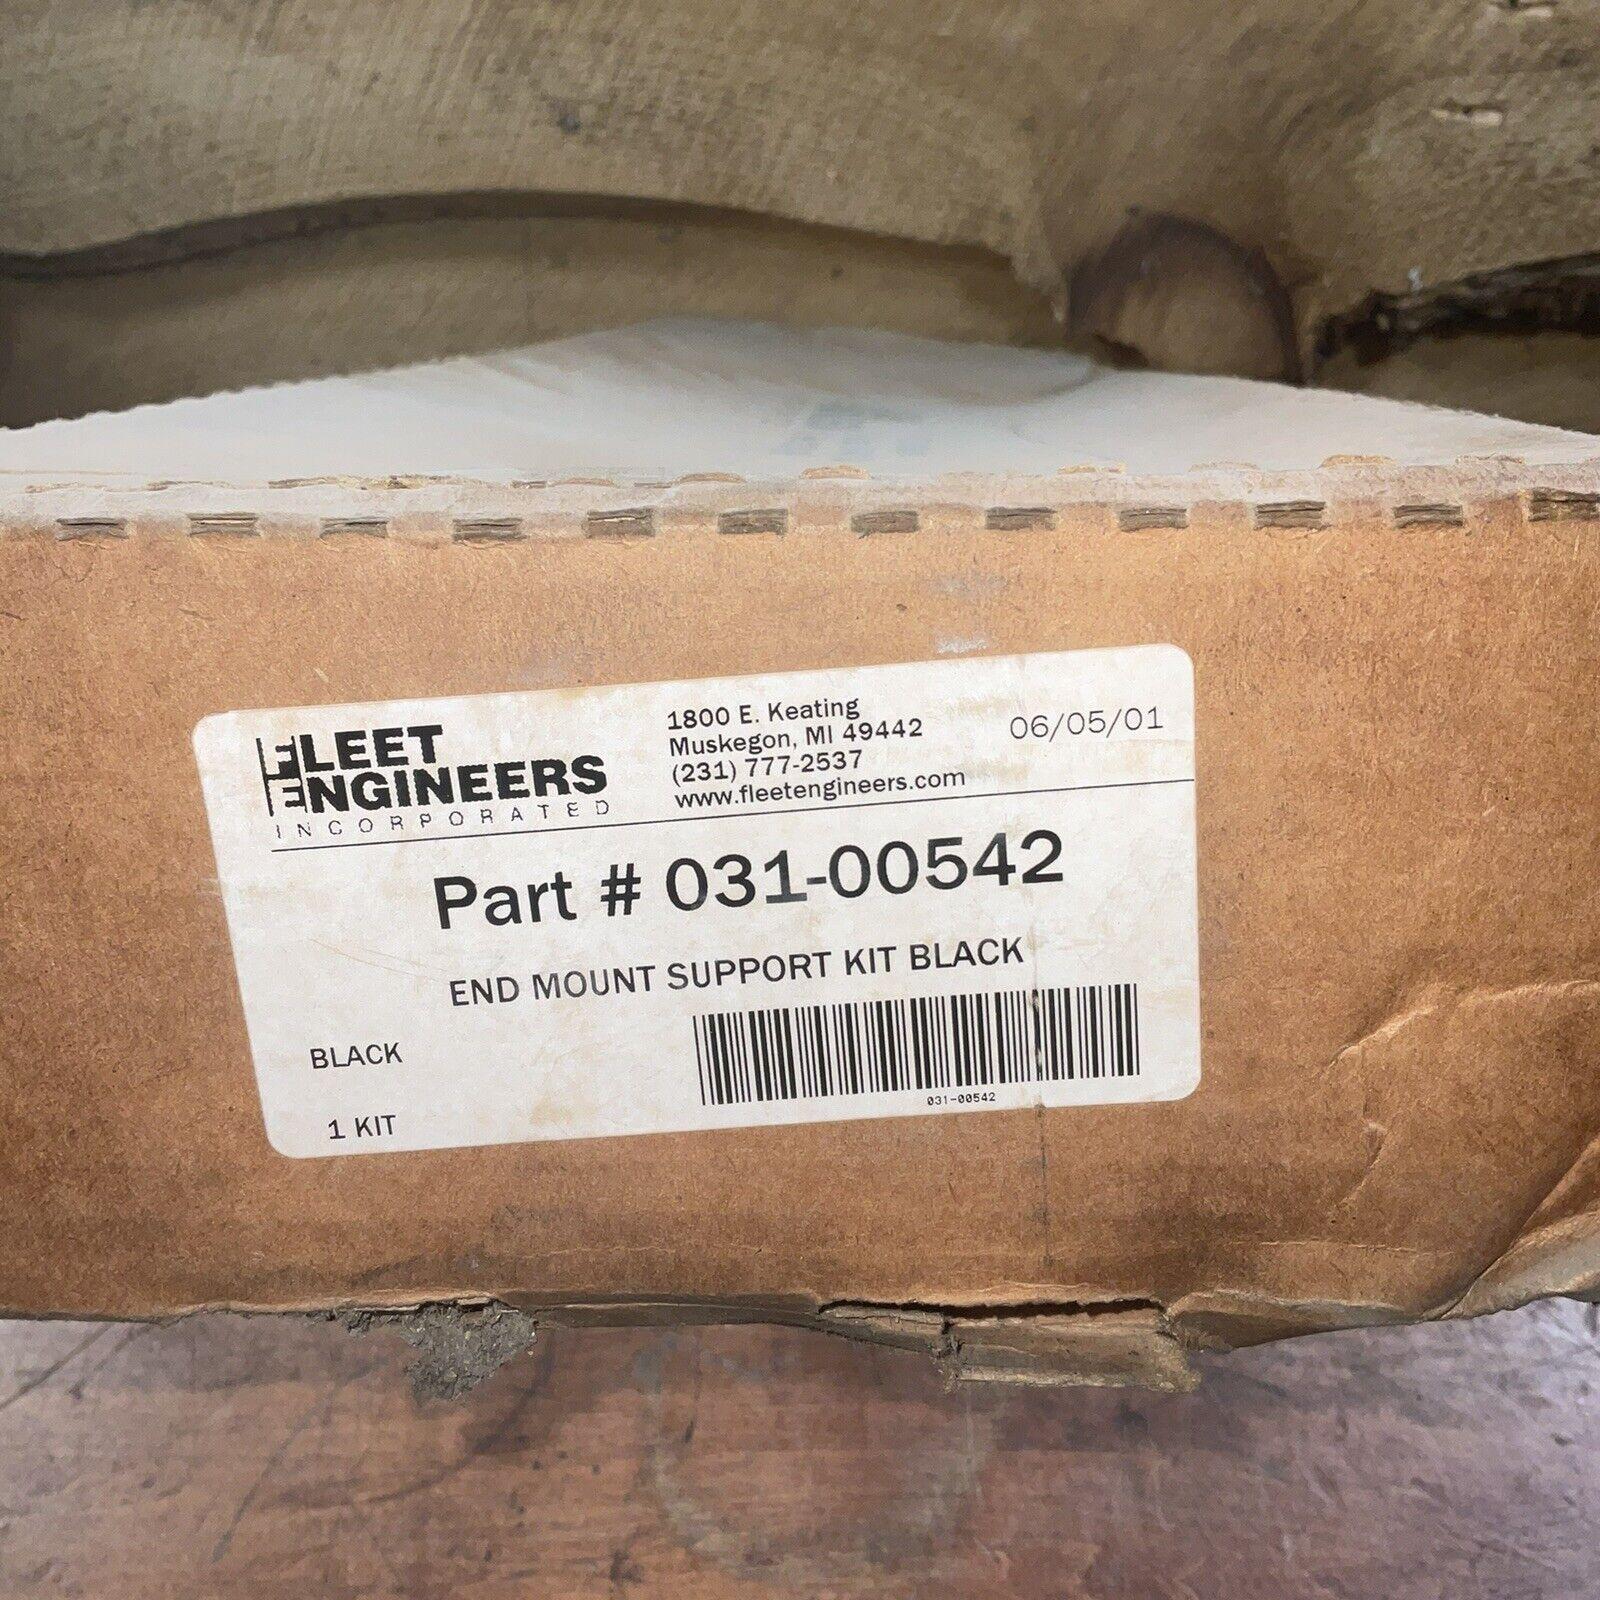 FLEET
ENGINEERS
INCORPORATED
1800 E. Keating
Muskegon, MI 49442
(231) 777-2537
www.fleetengineers.com
06/05/01
Part # 031-00542
END MOUNT SUPPORT KIT BLACK
BLACK
031-00542
1 KIT